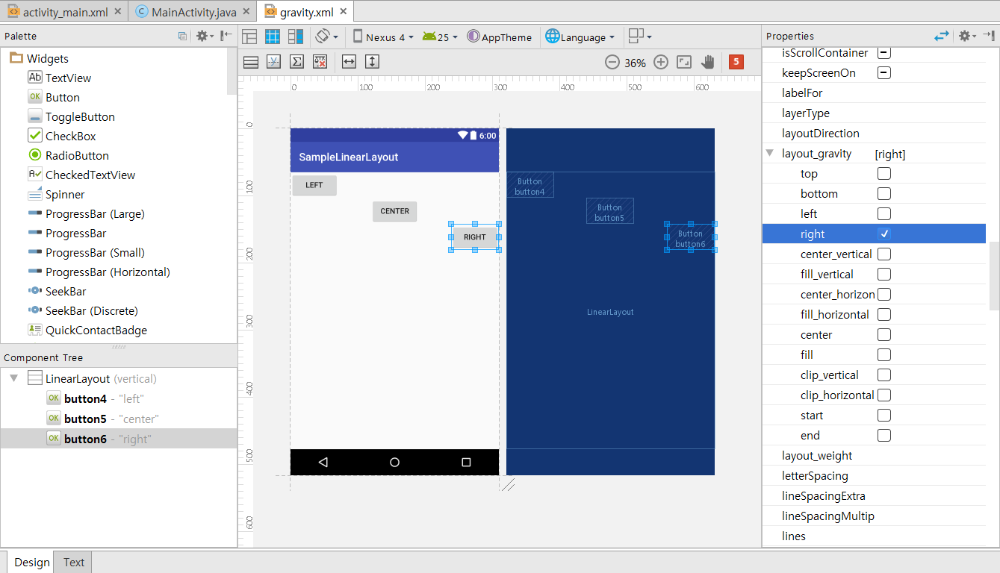 activity_main.xml MainActivity.java gravity.xml
Palette
Widgets
Ab TextView
OK Button
ToggleButton
CheckBox
RadioButton
A CheckedTextView
Spinner
ProgressBar (Large)
ProgressBar
ProgressBar (Small)
ProgressBar (Horizontal)
SeekBar
SeekBar (Discrete)
QuickContactBadge
Component Tree
LinearLayout (vertical)
OK button4 - "left"
OK button5 - "center"
OK button6 - "right"
Nexus 4 25 AppTheme Language
36% 5
0 100 200 300 400 500 600
0
100
200
300
400
500
600
6:00
SampleLinearLayout
LEFT
CENTER
RIGHT
Button
button4
Button
button5
Button
button6
LinearLayout
Properties
isScrollContainer
keepScreenOn
labelFor
layerType
layoutDirection
layout_gravity [right]
top
bottom
left
right
center_vertical
fill_vertical
center_horizon
fill_horizontal
center
fill
clip_vertical
clip_horizontal
start
end
layout_weight
letterSpacing
lineSpacingExtra
lineSpacingMultip
lines
Design Text